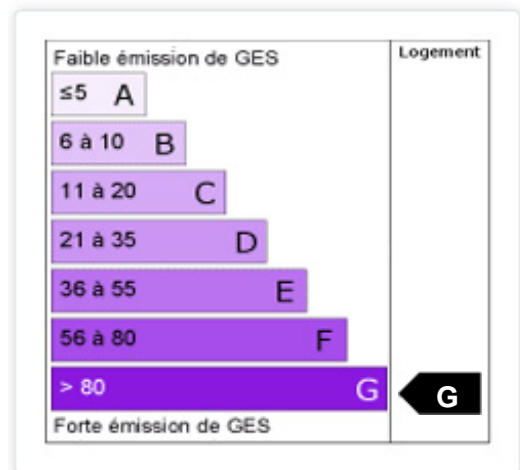 Faible émission de GES
Logement
≤5 A
6 à 10 B
11 à 20 C
21 à 35 D
36 à 55 E
56 à 80 F
> 80 G
G
Forte émission de GES